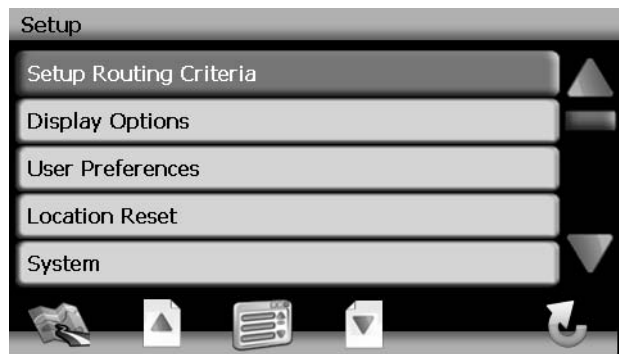 Setup
Setup Routing Criteria
Display Options
User Preferences
Location Reset
System